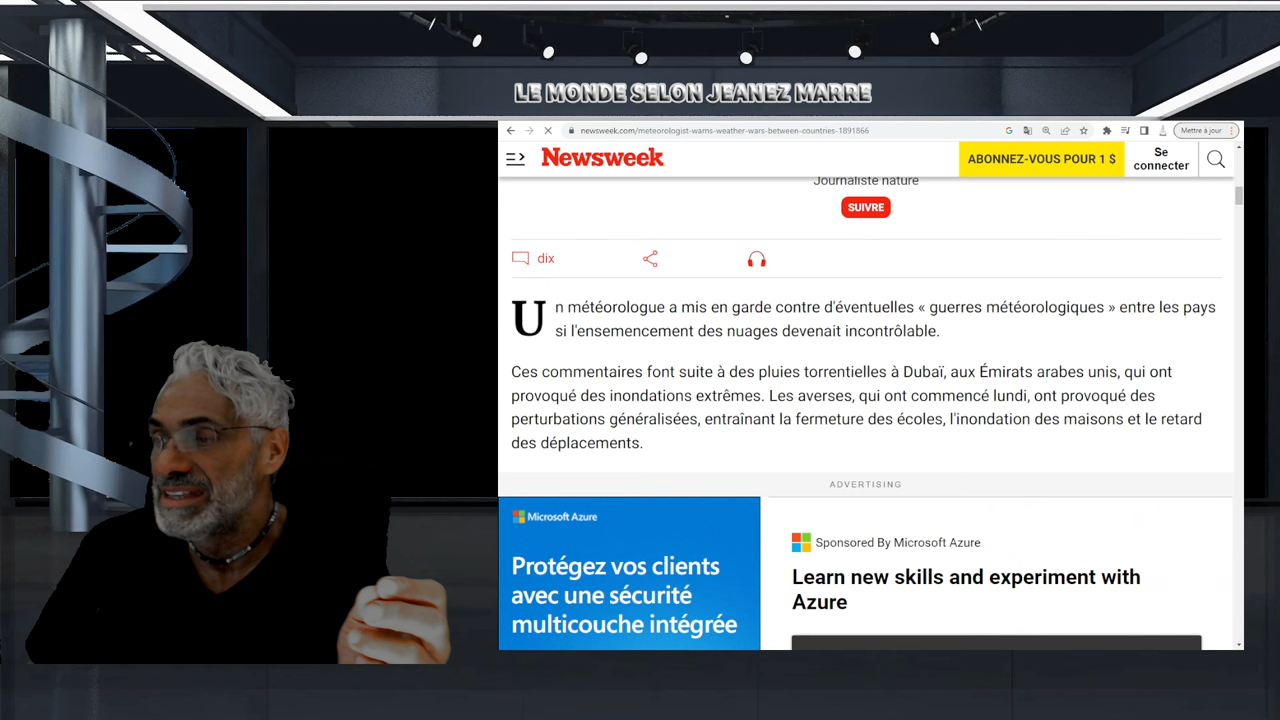 LE MONDE SELON JEANEZ MARRE
newsweek.com/meteorologist-warns-weather-wars-between-countries-1891866
Mettre à jour
Newsweek
ABONNEZ-VOUS POUR 1 $
Se
connecter
Journaliste nature
SUIVRE
dix
Un météorologue a mis en garde contre d'éventuelles « guerres météorologiques » entre les pays
si l'ensemencement des nuages devenait incontrôlable.
Ces commentaires font suite à des pluies torrentielles à Dubaï, aux Émirats arabes unis, qui ont
provoqué des inondations extrêmes. Les averses, qui ont commencé lundi, ont provoqué des
perturbations généralisées, entraînant la fermeture des écoles, l'inondation des maisons et le retard
des déplacements.
ADVERTISING
Microsoft Azure
Protégez vos clients
avec une sécurité
multicouche intégrée
Sponsored By Microsoft Azure
Learn new skills and experiment with
Azure